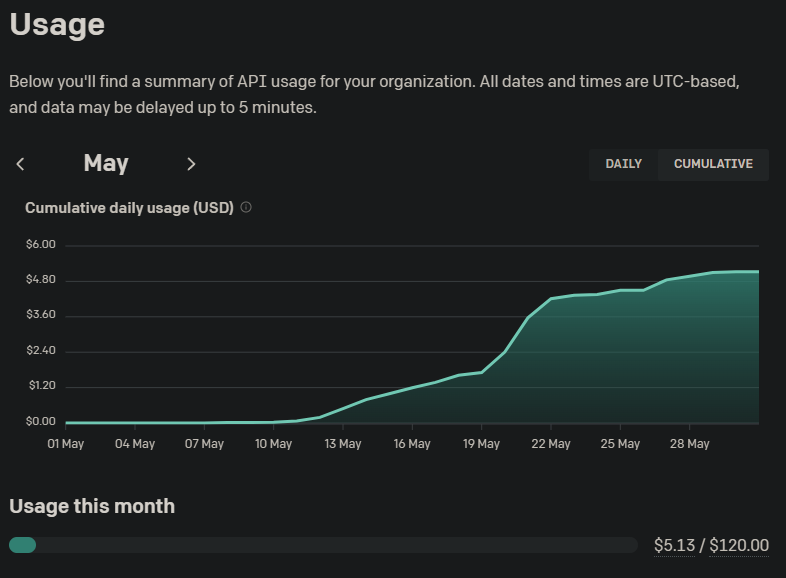 Usage
Below you'll find a summary of API usage for your organization. All dates and times are UTC-based,
and data may be delayed up to 5 minutes.
May
DAILY
CUMULATIVE
Cumulative daily usage (USD)
$6.00
$4.80
$3.60
$2.40
$1.20
$0.00
01 May 04 May 07 May 10 May 13 May 16 May 19 May 22 May 25 May 28 May
Usage this month
$5.13 / $120.00